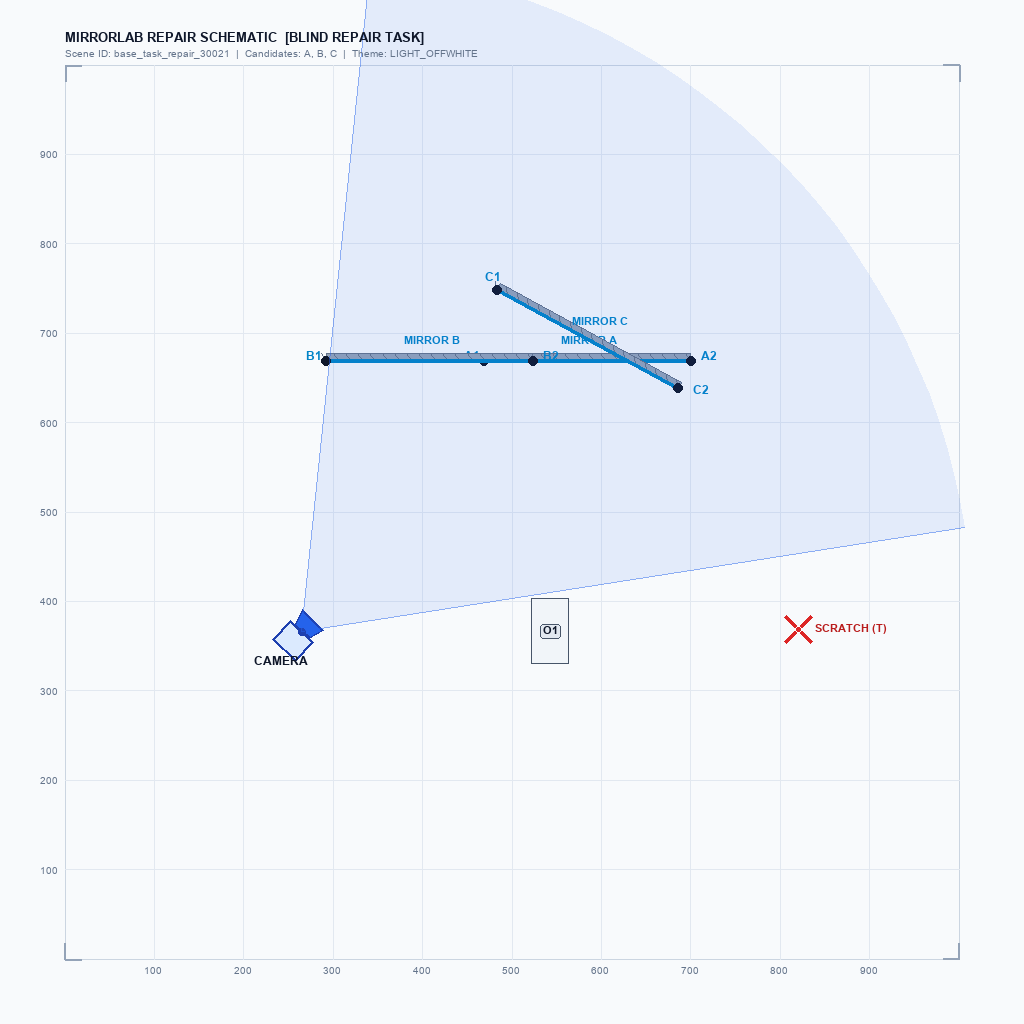 MIRRORLAB REPAIR SCHEMATIC [BLIND REPAIR TASK]
Scene ID: base_task_repair_30021 | Candidates: A, B, C | Theme: LIGHT_OFFWHITE
900
800
700
600
500
400
300
200
100
C1
MIRROR C
MIRROR B
B1
B2
A2
C2
O1
SCRATCH (T)
CAMERA
100
200
300
400
500
600
700
800
900